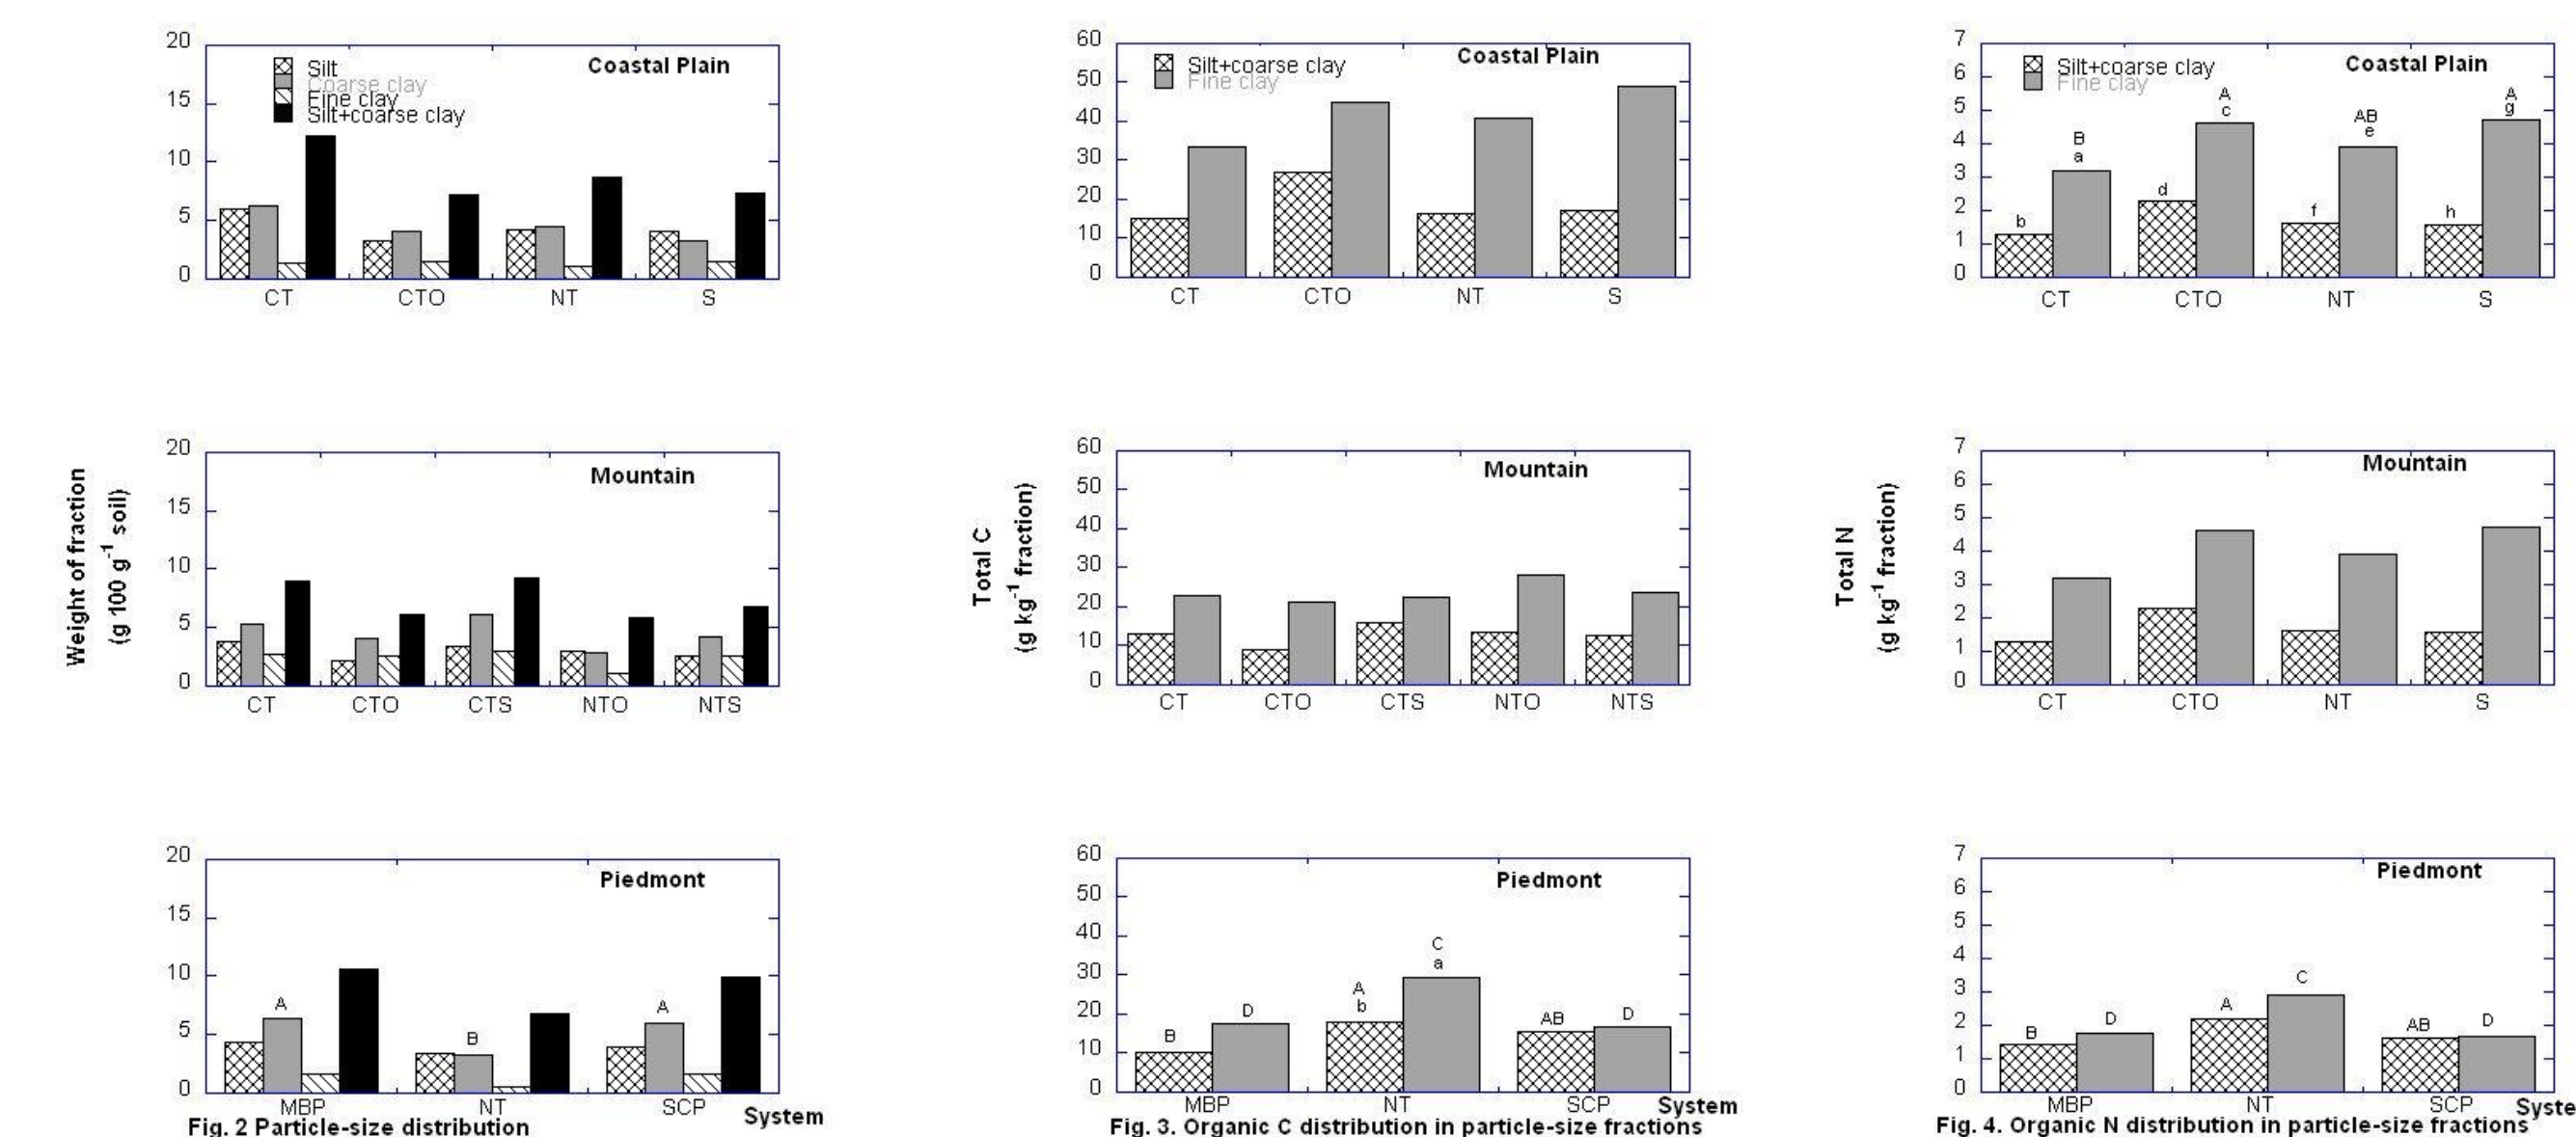 20
15
10
5
0
Silt
Coarse clay
Fine clay
Silt+coarse clay
Coastal Plain
CT CTO NT S
60
50
40
30
20
10
0
Silt+coarse clay
Fine clay
Coastal Plain
CT CTO NT S
7
6
5
4
3
2
1
0
Silt+coarse clay
Fine clay
Coastal Plain
b
B
a
d
A
c
f
AB
e
h
A
g
CT CTO NT S
Weight of fraction
(g 100 g-1 soil)
20
15
10
5
0
Mountain
CT CTO CTS NTO NTS
Total C
(g kg-1 fraction)
60
50
40
30
20
10
0
Mountain
CT CTO CTS NTO NTS
Total N
(g kg-1 fraction)
7
6
5
4
3
2
1
0
Mountain
CT CTO NT S
20
15
10
5
0
Piedmont
A
B
A
MBP NT SCP
System
Fig. 2 Particle-size distribution
60
50
40
30
20
10
0
Piedmont
B
D
A
b
C
a
AB
D
MBP NT SCP
System
Fig. 3. Organic C distribution in particle-size fractions
7
6
5
4
3
2
1
0
Piedmont
B
D
A
C
AB
D
MBP NT SCP
Syste
Fig. 4. Organic N distribution in particle-size fractions